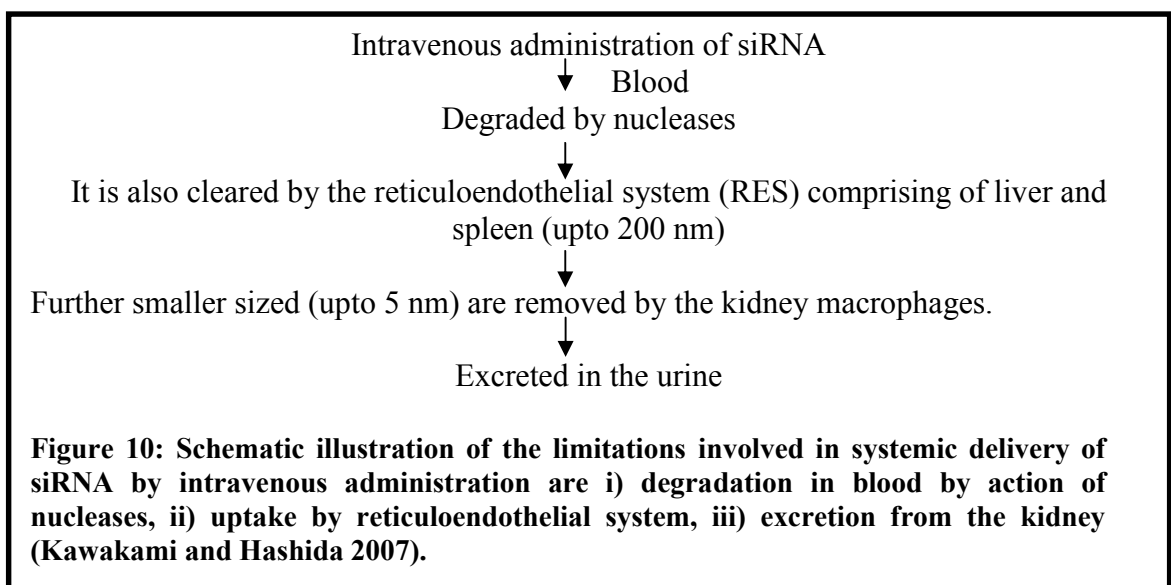 Intravenous administration of siRNA
Blood
Degraded by nucleases
It is also cleared by the reticuloendothelial system (RES) comprising of liver and
spleen (upto 200 nm)
Further smaller sized (upto 5 nm) are removed by the kidney macrophages.
Excreted in the urine
Figure 10: Schematic illustration of the limitations involved in systemic delivery of
siRNA by intravenous administration are i) degradation in blood by action of
nucleases, ii) uptake by reticuloendothelial system, iii) excretion from the kidney
(Kawakami and Hashida 2007).